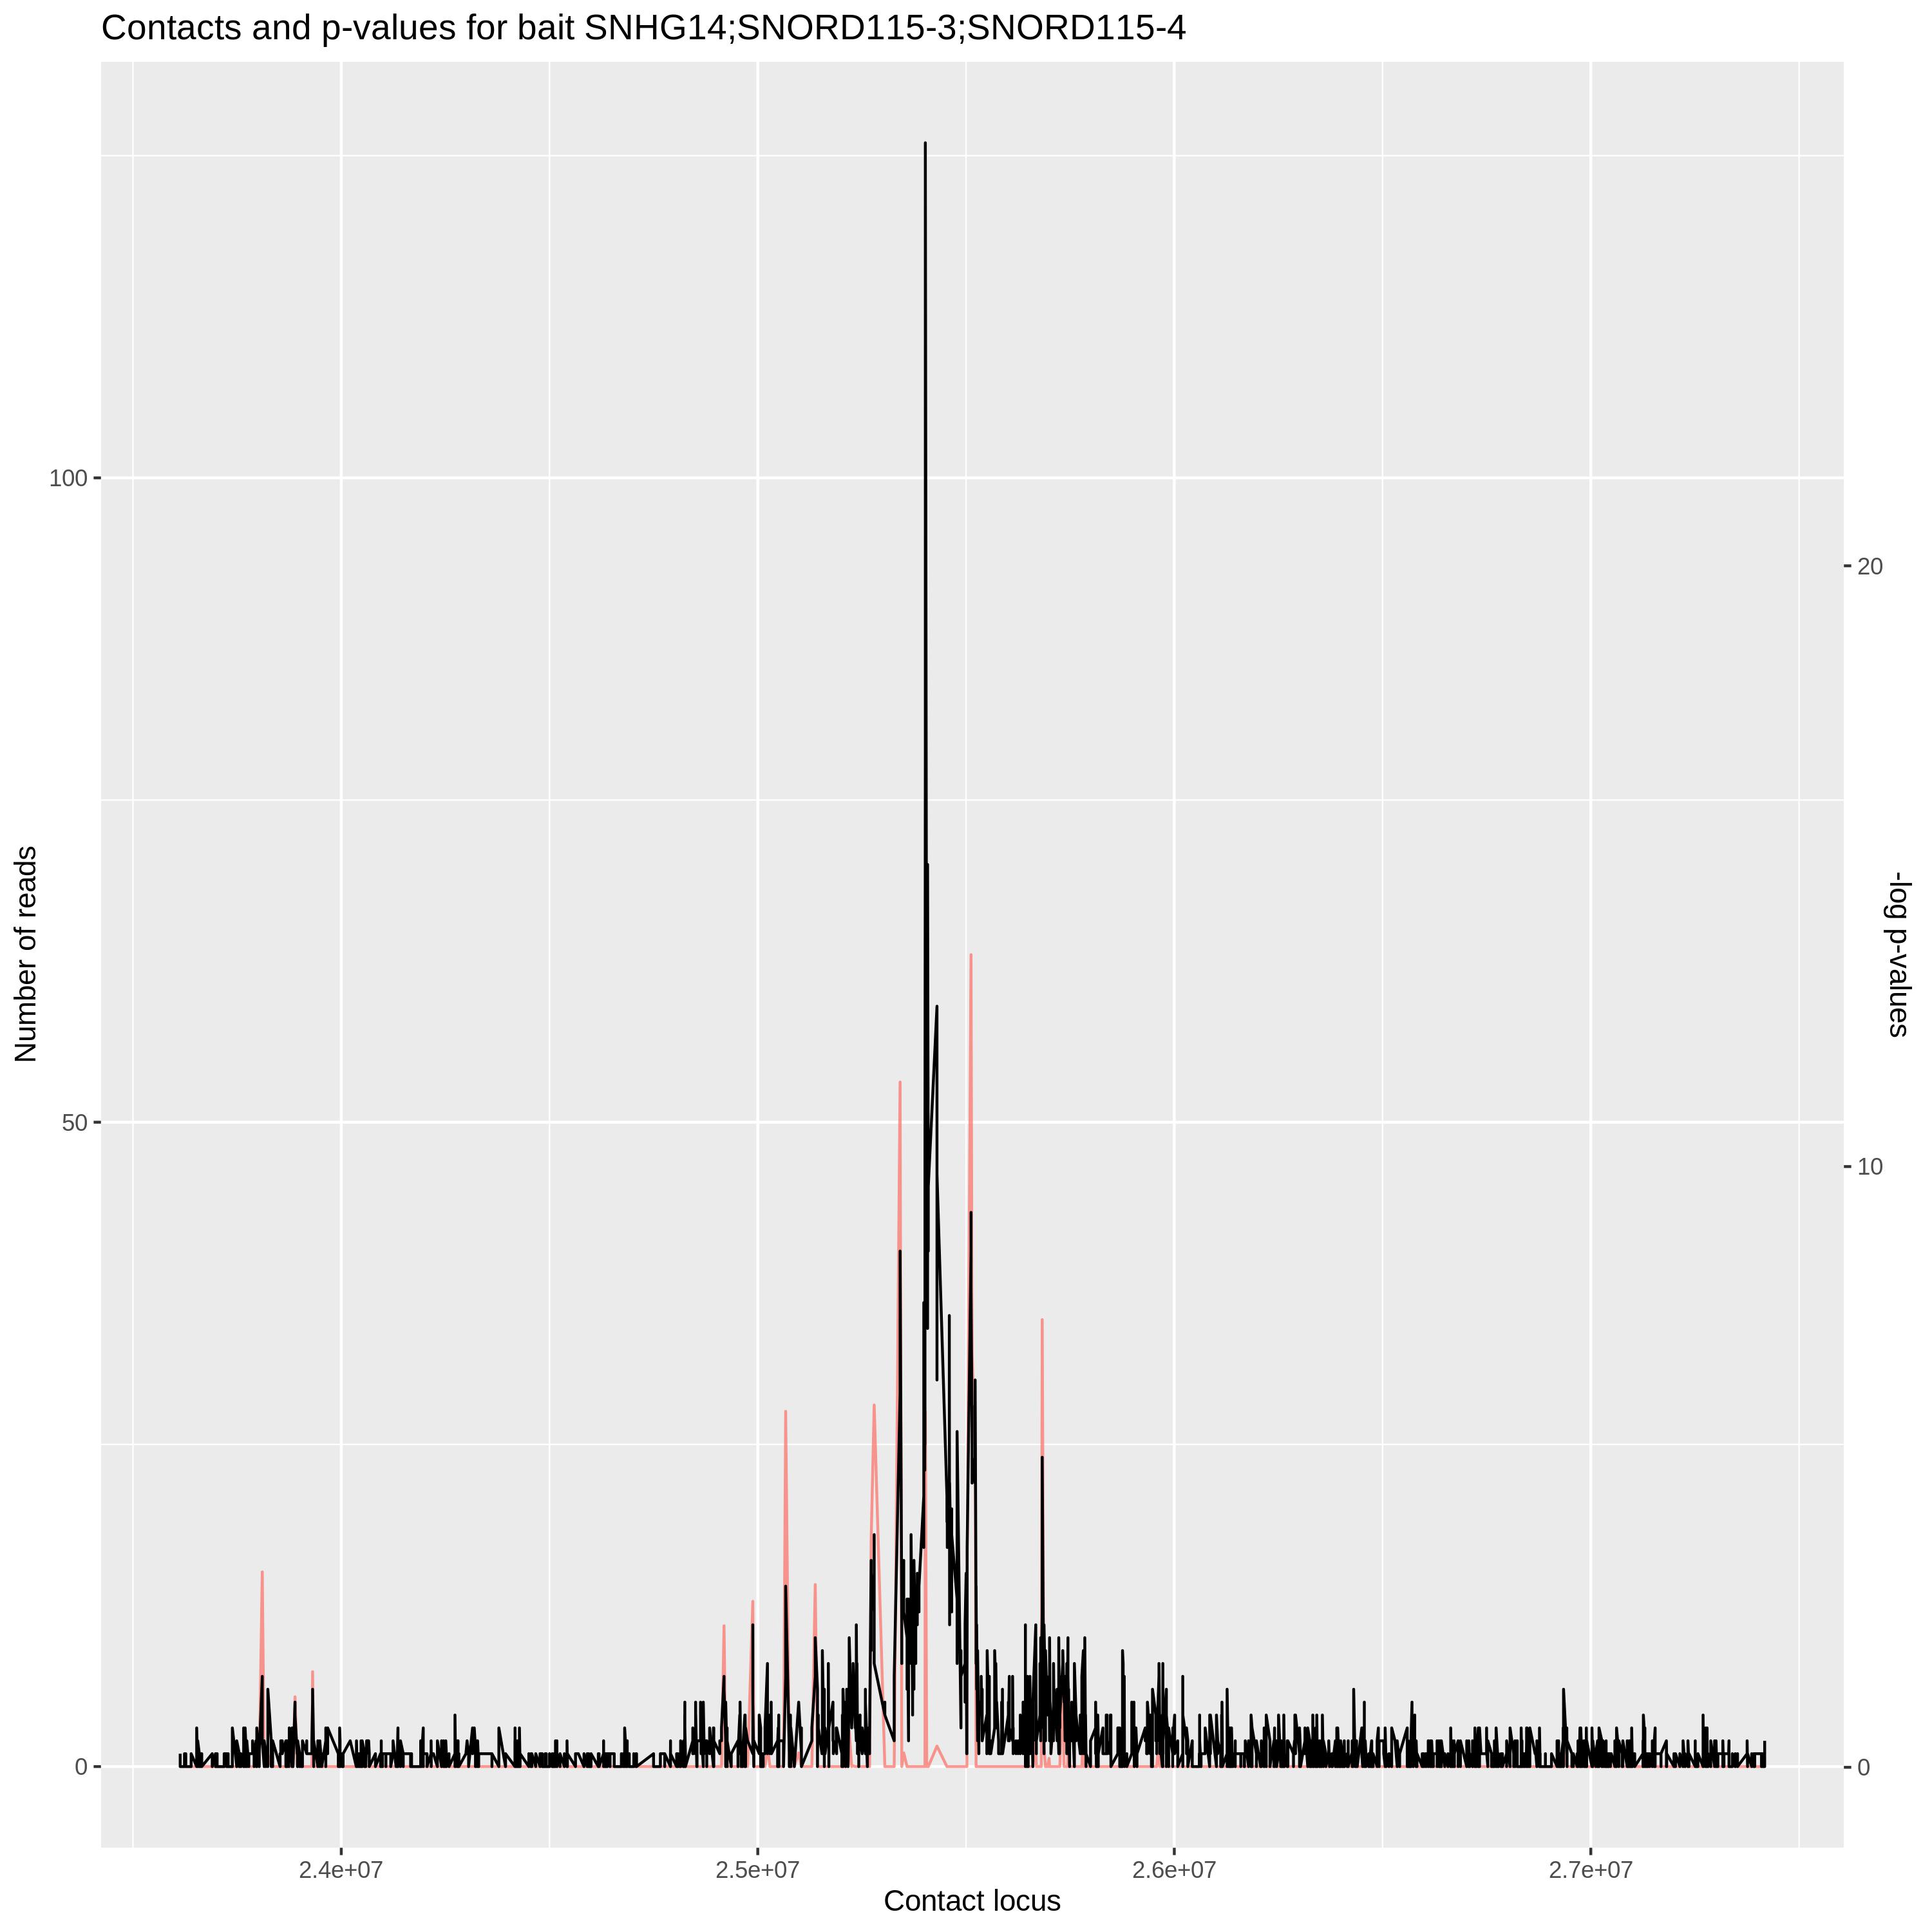 Contacts and p-values for bait SNHG14;SNORD115-3;SNORD115-4
Number of reads
100
50
0
20
10
0
-log p-values
2.4e+07
2.5e+07
2.6e+07
2.7e+07
Contact locus